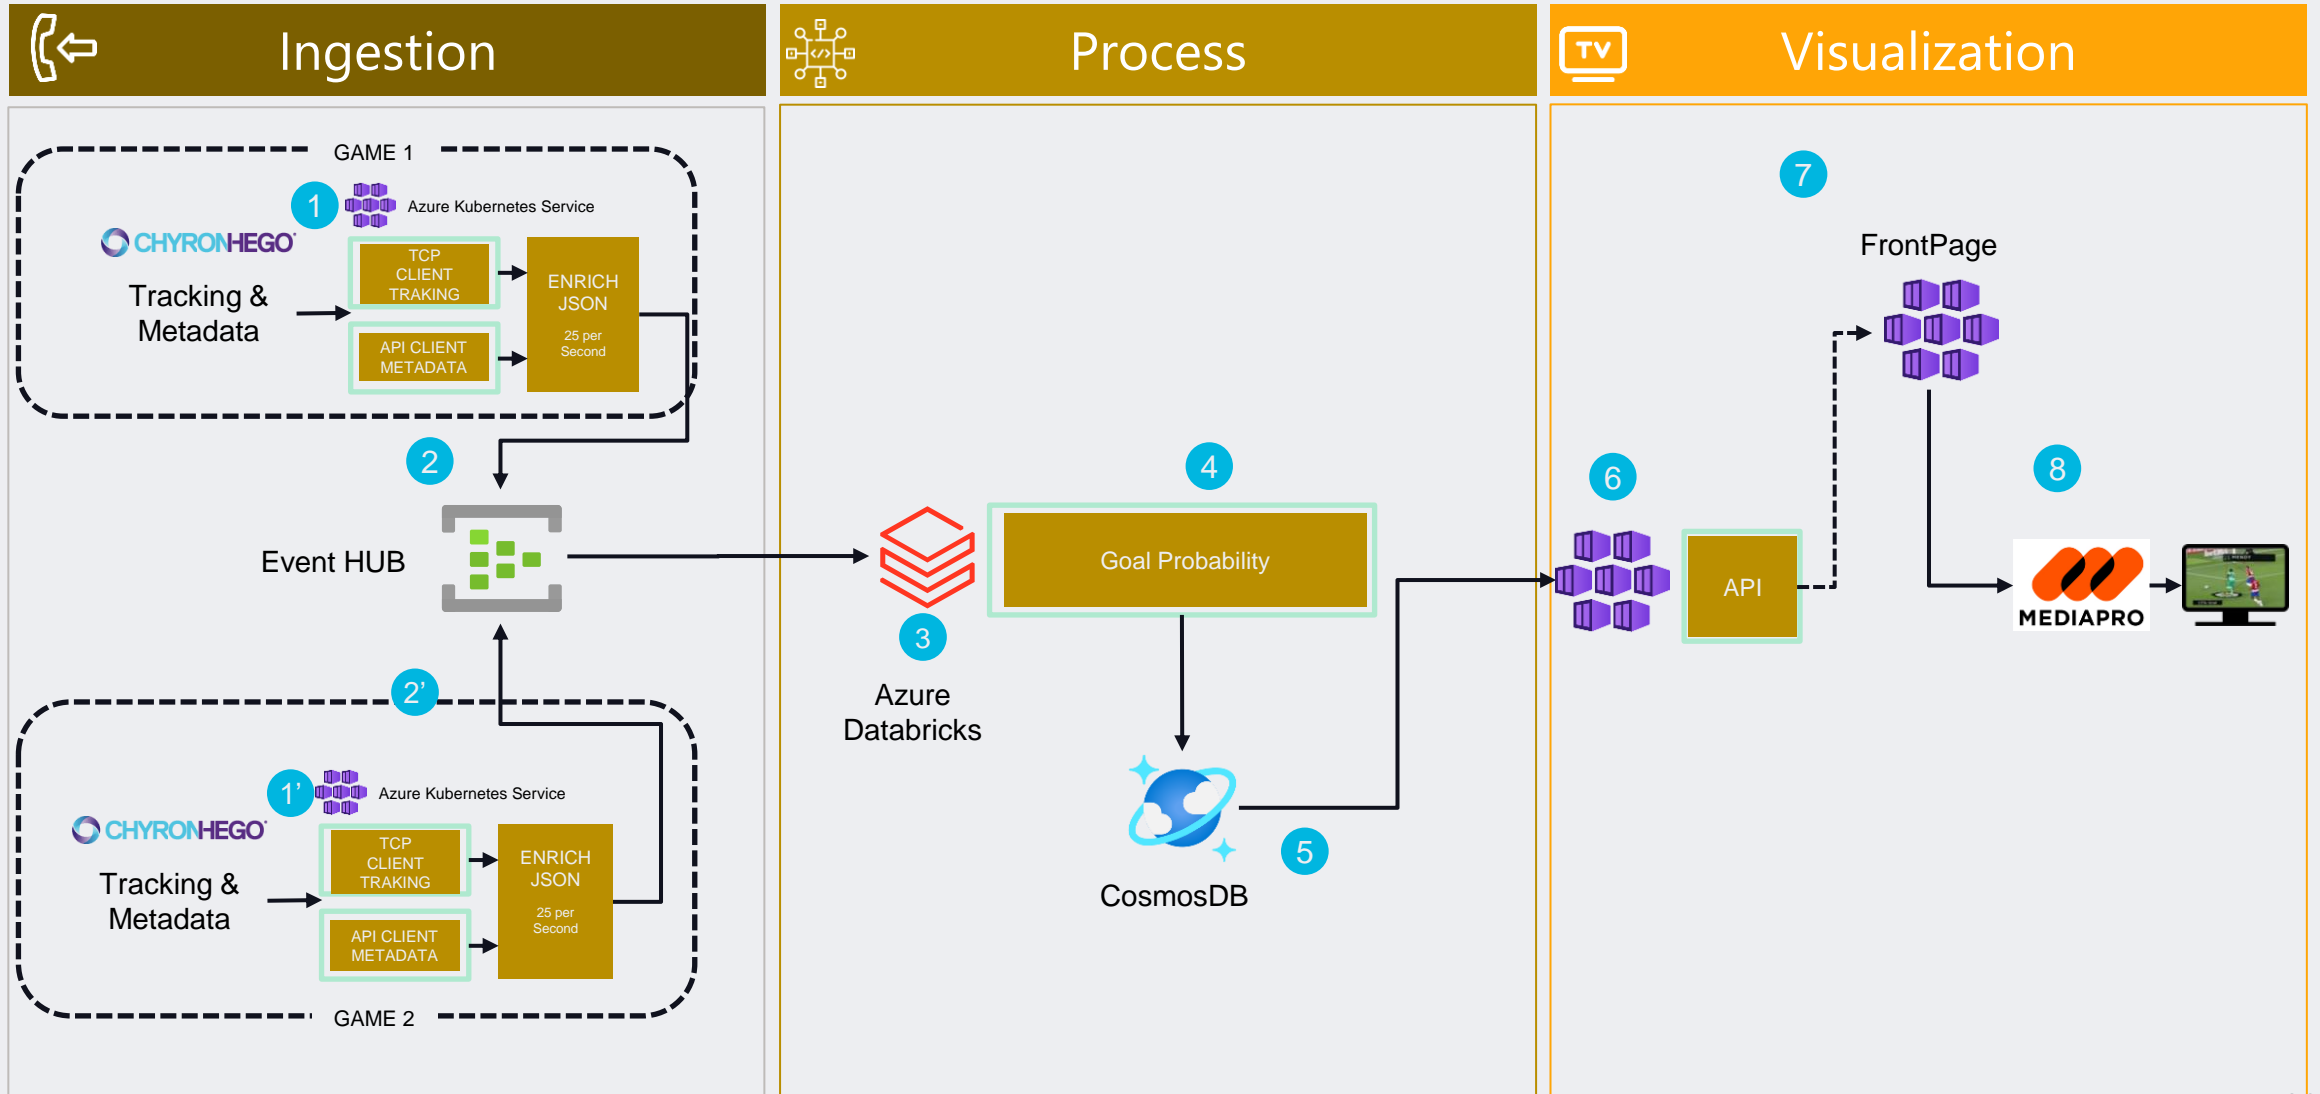 Ingestion
Process
TV
Visualization
GAME 1
1
Azure Kubernetes Service
CHYRONHEGO
Tracking &
Metadata
TCP
CLIENT
TRAKING
API CLIENT
METADATA
ENRICH
JSON
25 per
Second
2
Event HUB
2’
1’
Azure Kubernetes Service
CHYRONHEGO
Tracking &
Metadata
TCP
CLIENT
TRAKING
API CLIENT
METADATA
ENRICH
JSON
25 per
Second
GAME 2
3
Azure
Databricks
4
Goal Probability
CosmosDB
5
6
API
7
FrontPage
8
MEDIAPRO